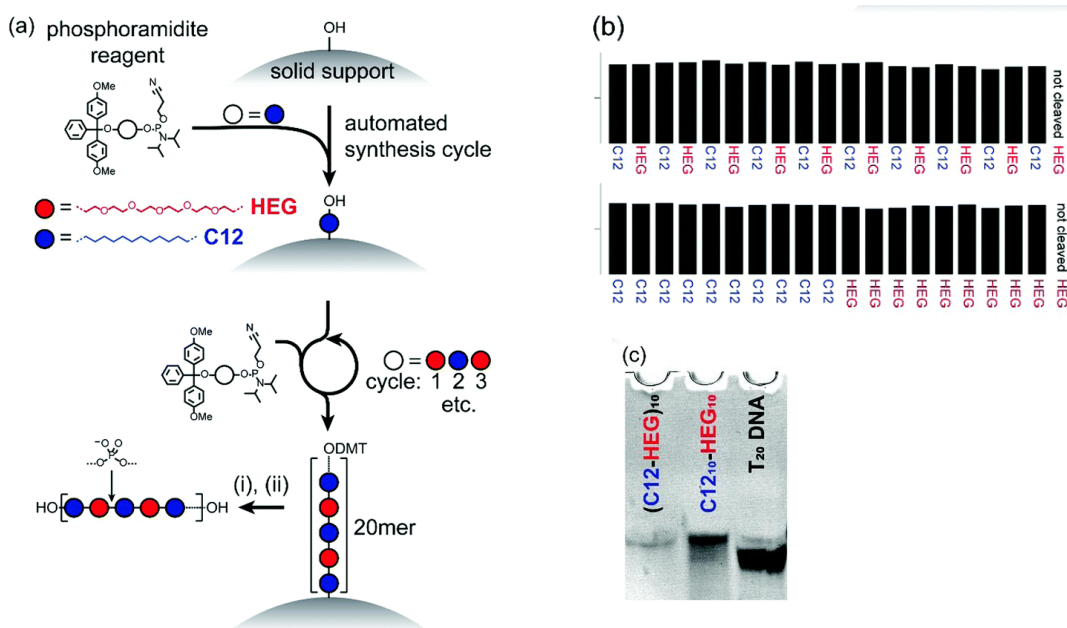 (a)
phosphoramidite
reagent
OH
solid support
OMe
N
O
O
O
P
N
OMe
=
automated
synthesis cycle
= O O O O O HEG
= C12
OH
OMe
N
O
O
O
P
N
OMe
=
cycle: 1 2 3
etc.
ODMT
-O O
P
O O
HO OH
(i), (ii)
20mer
(b)
C12 HEG C12 HEG C12 HEG C12 HEG C12 HEG C12 HEG C12 HEG C12 HEG C12 HEG C12 HEG
not cleaved
C12 C12 C12 C12 C12 C12 C12 C12 C12 C12 HEG HEG HEG HEG HEG HEG HEG HEG HEG HEG
not cleaved
(c)
(C12-HEG)10
C1210-HEG10
T20 DNA